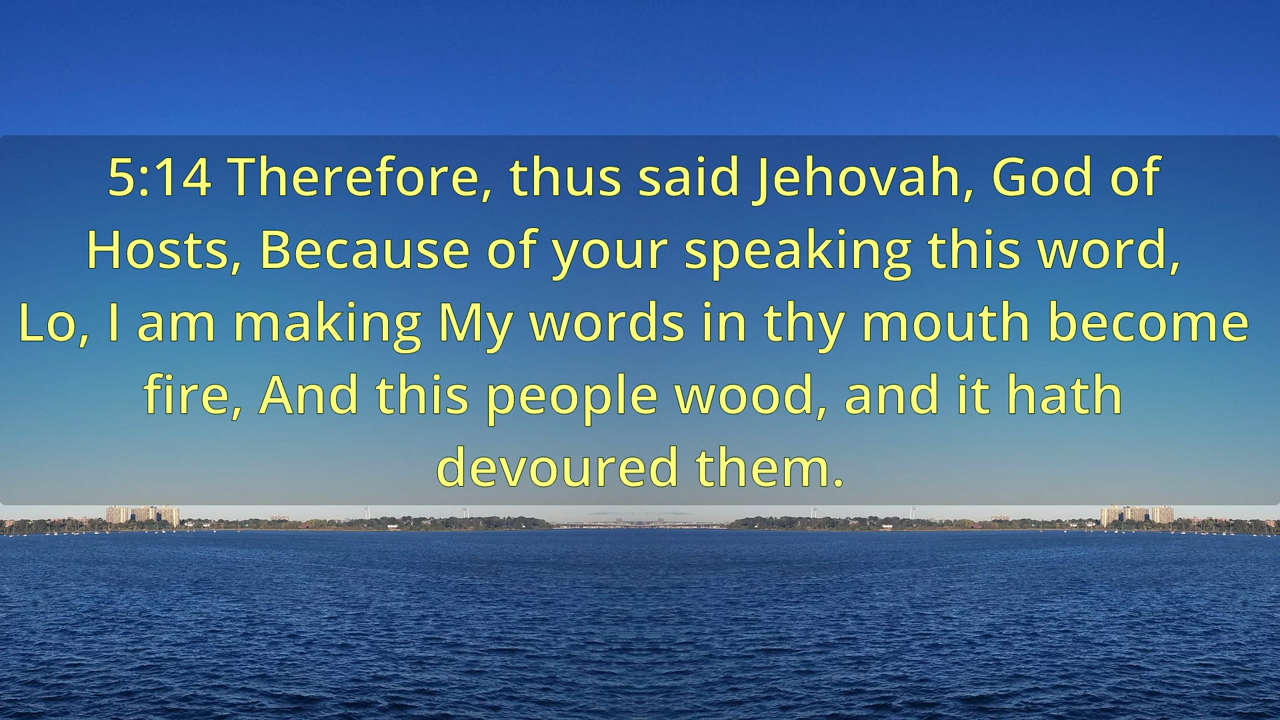 5:14 Therefore, thus said Jehovah, God of
Hosts, Because of your speaking this word,
Lo, I am making My words in thy mouth become
fire, And this people wood, and it hath
devoured them.